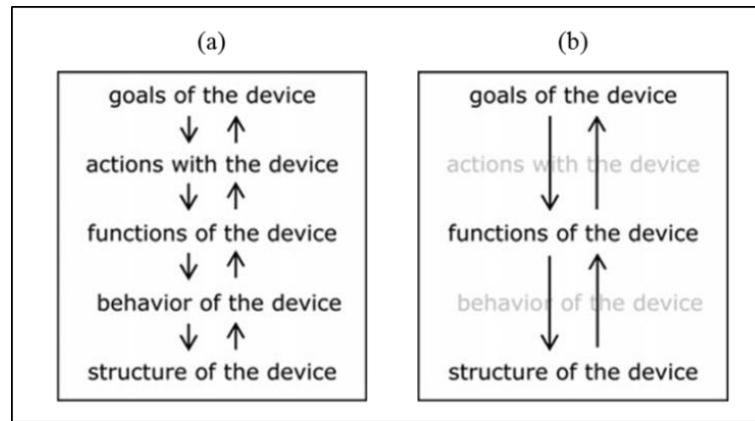 (a)
goals of the device
actions with the device
functions of the device
behavior of the device
structure of the device
(b)
goals of the device
actions with the device
functions of the device
behavior of the device
structure of the device